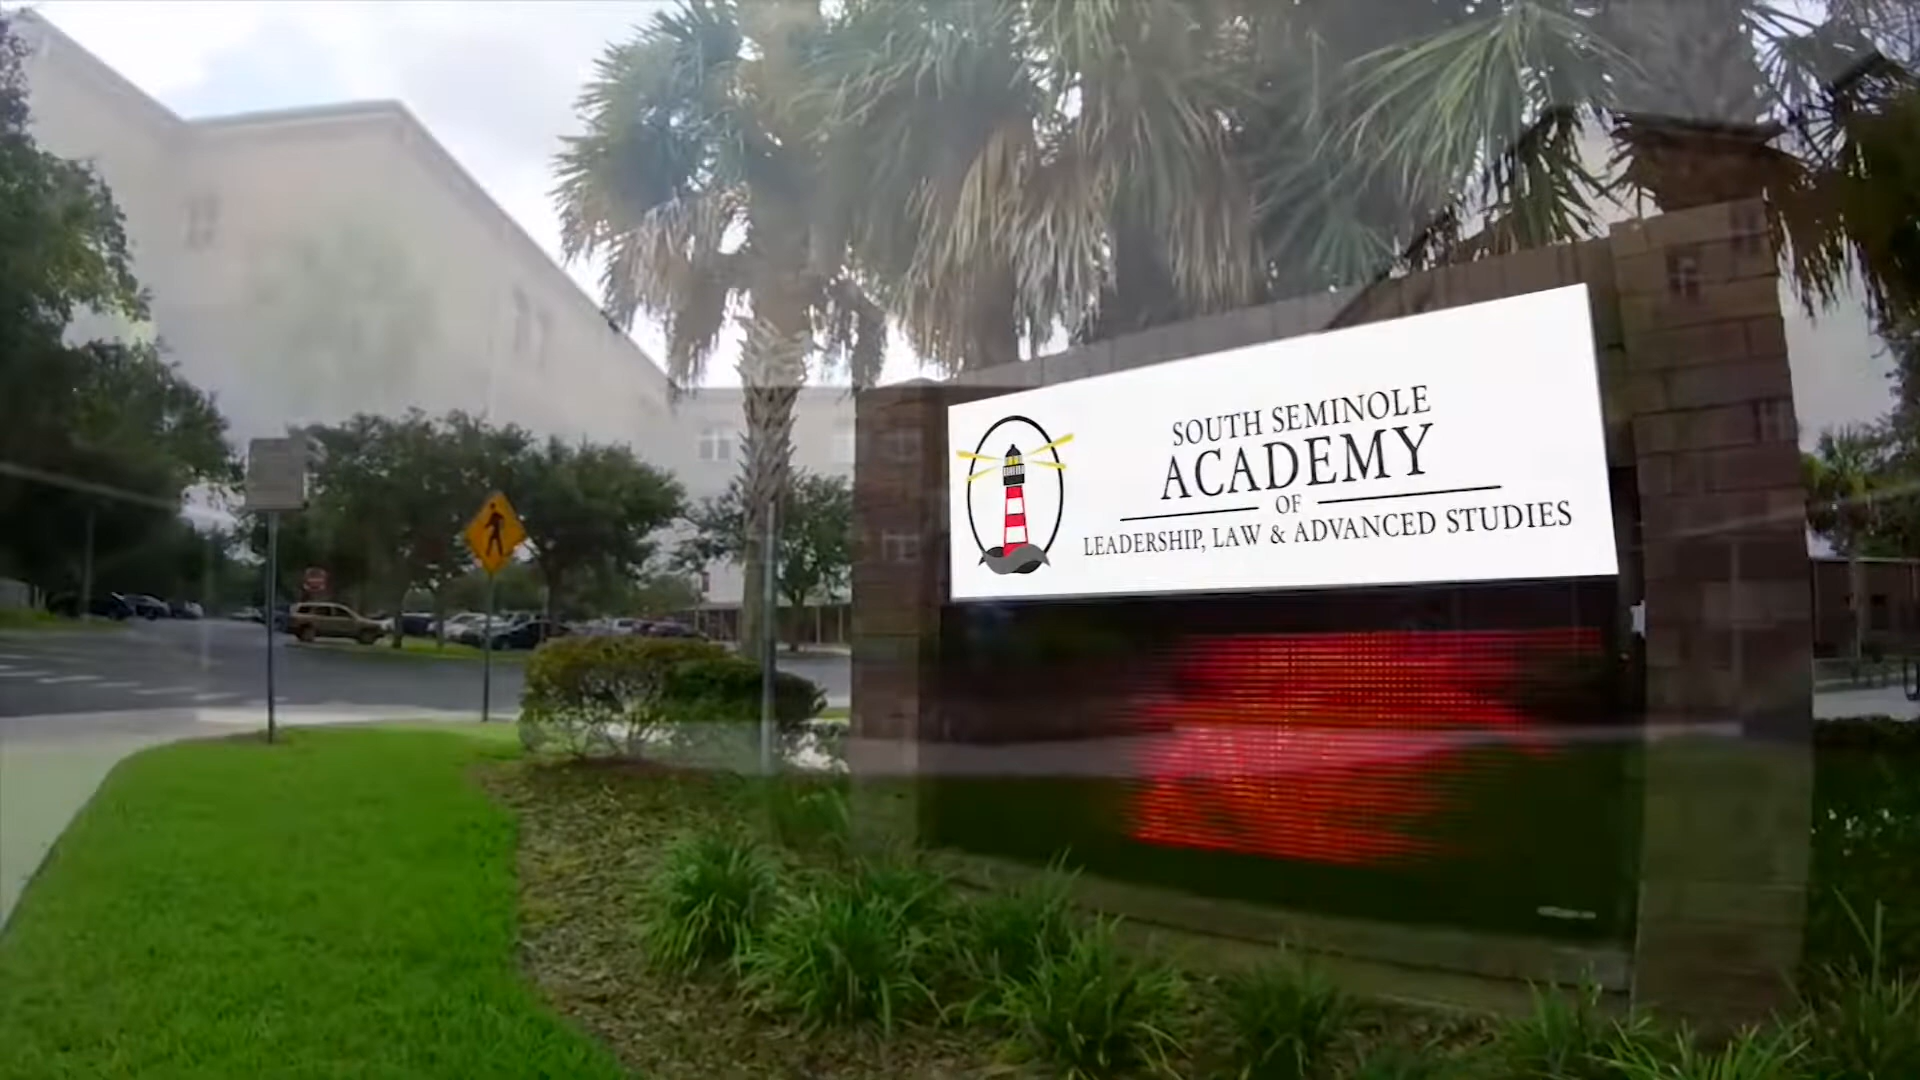 SOUTH SEMINOLE
ACADEMY
OF
LEADERSHIP, LAW & ADVANCED STUDIES